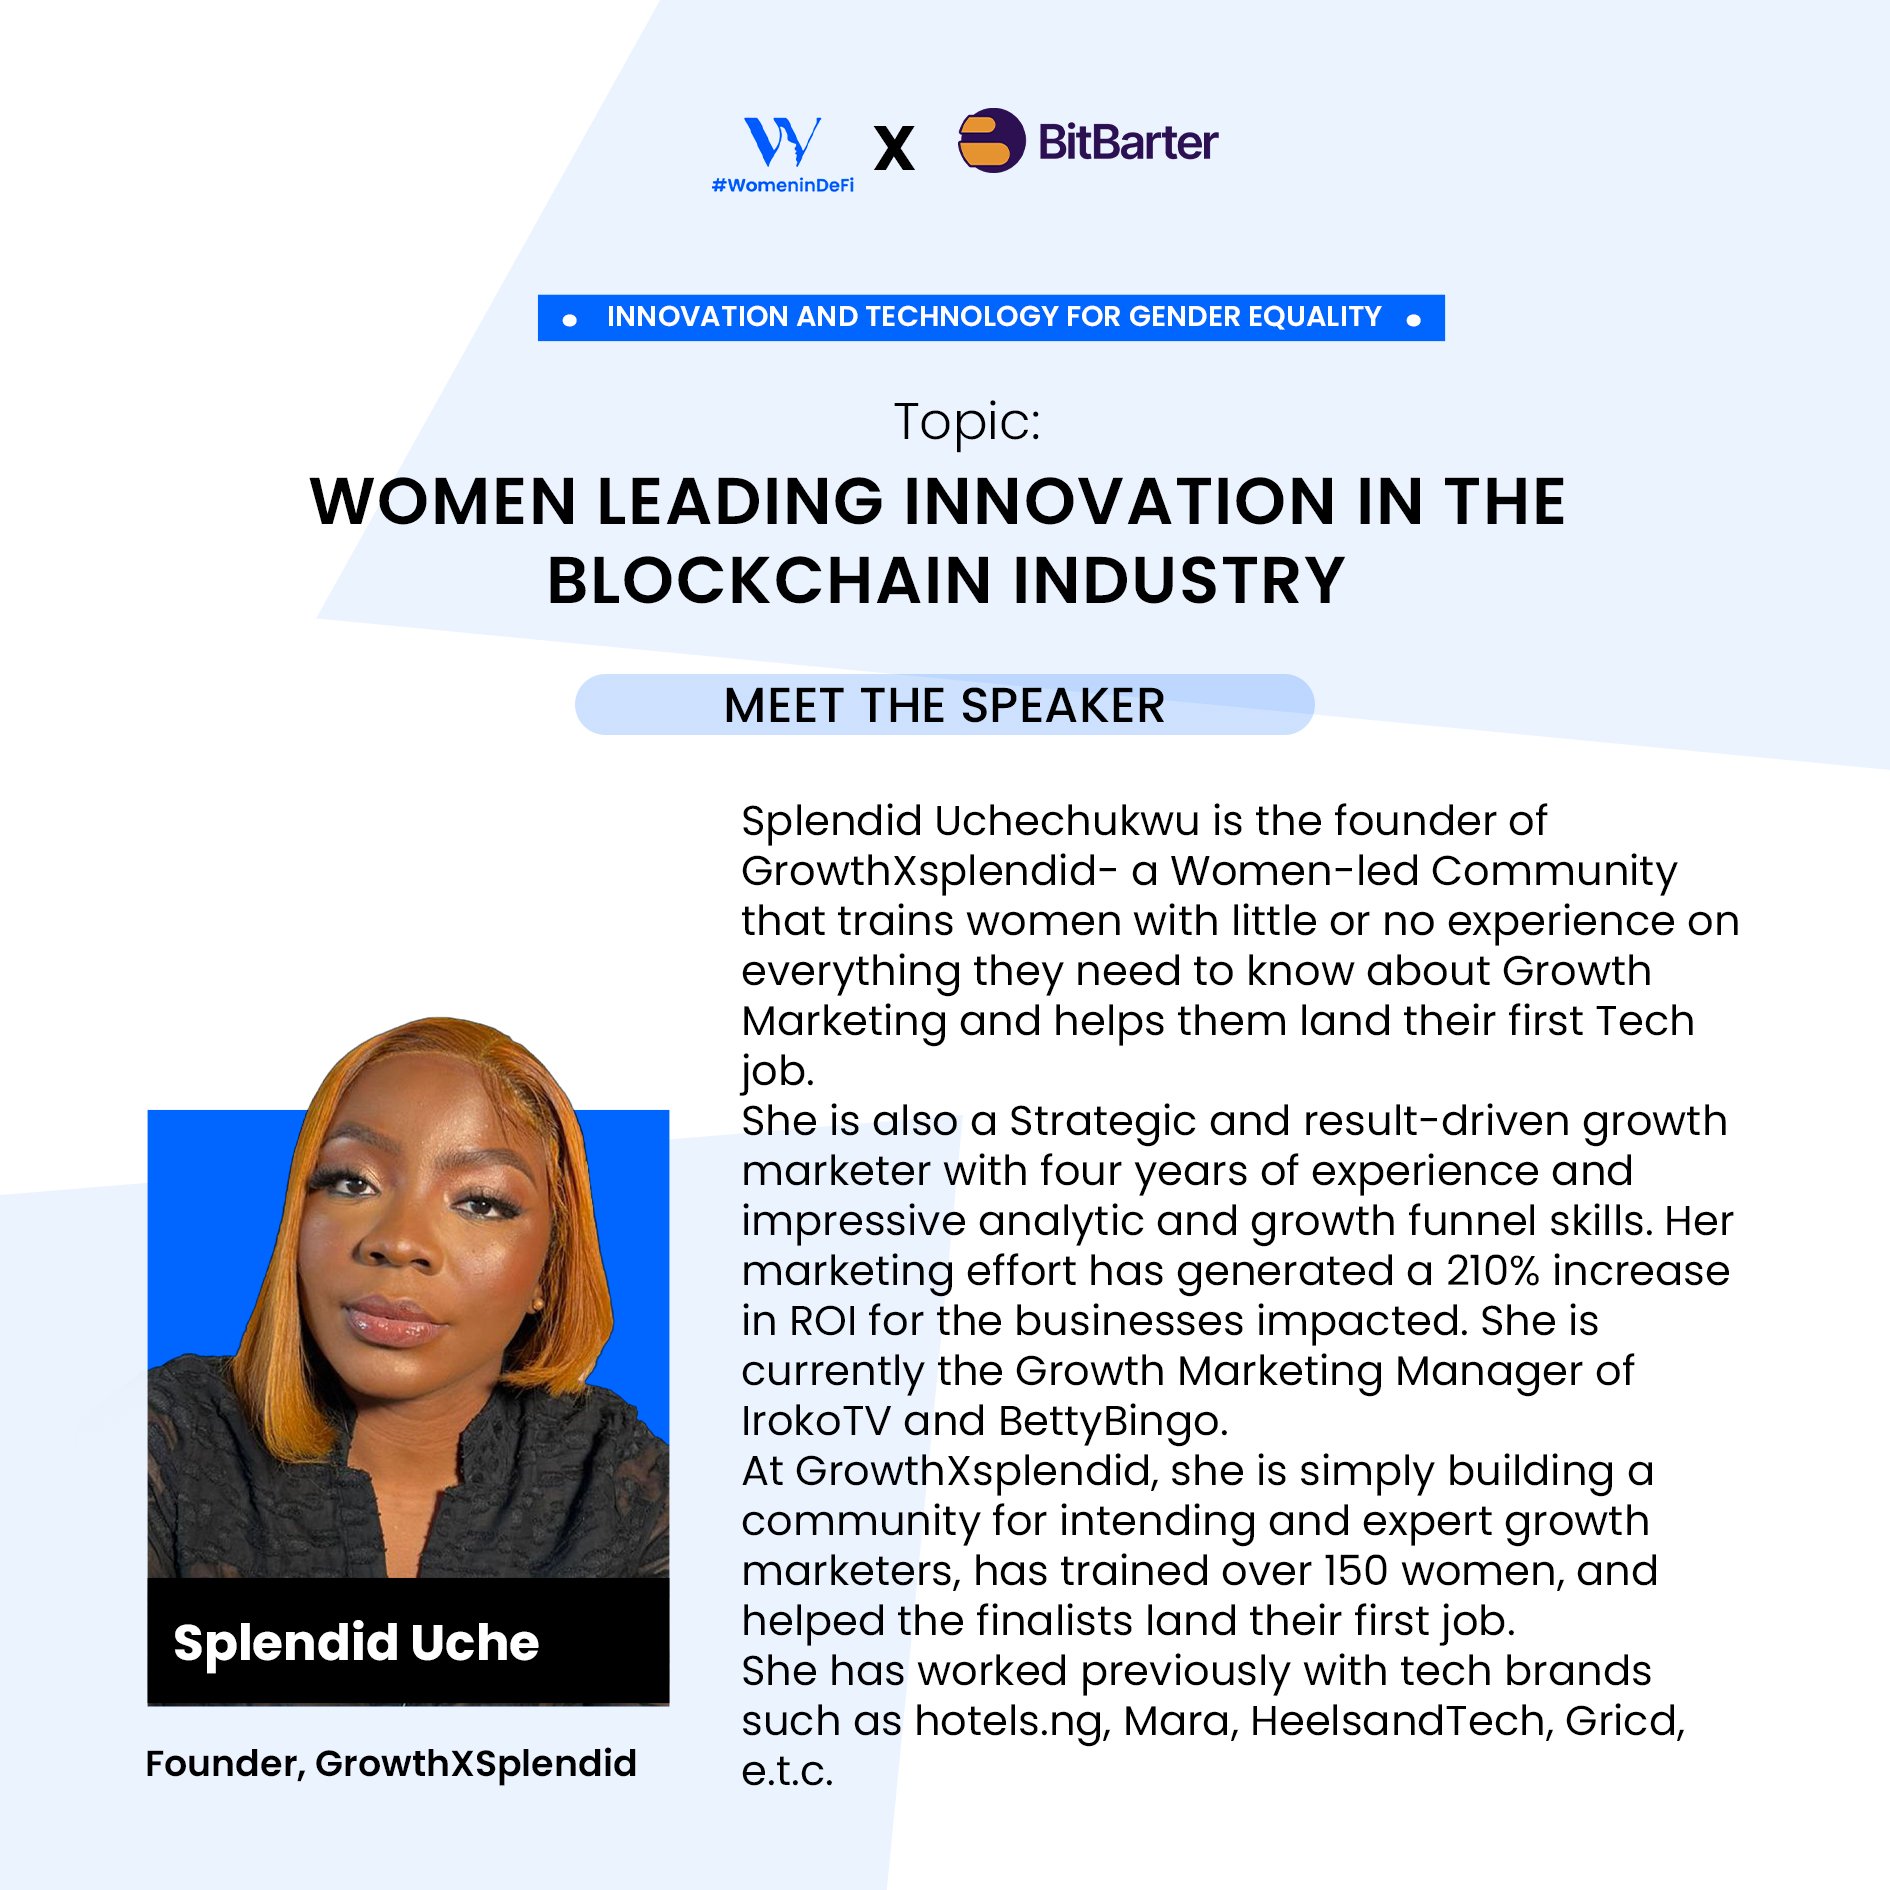 #WomeninDeFi
X
BitBarter
• INNOVATION AND TECHNOLOGY FOR GENDER EQUALITY •
Topic:
WOMEN LEADING INNOVATION IN THE
BLOCKCHAIN INDUSTRY
MEET THE SPEAKER
Splendid Uchechukwu is the founder of
GrowthXsplendid- a Women-led Community
that trains women with little or no experience on
everything they need to know about Growth
Marketing and helps them land their first Tech
job.
She is also a Strategic and result-driven growth
marketer with four years of experience and
impressive analytic and growth funnel skills. Her
marketing effort has generated a 210% increase
in ROI for the businesses impacted. She is
currently the Growth Marketing Manager of
IrokoTV and BettyBingo.
At GrowthXsplendid, she is simply building a
community for intending and expert growth
marketers, has trained over 150 women, and
helped the finalists land their first job.
She has worked previously with tech brands
such as hotels.ng, Mara, HeelsandTech, Gricd,
e.t.c.
Splendid Uche
Founder, GrowthXSplendid